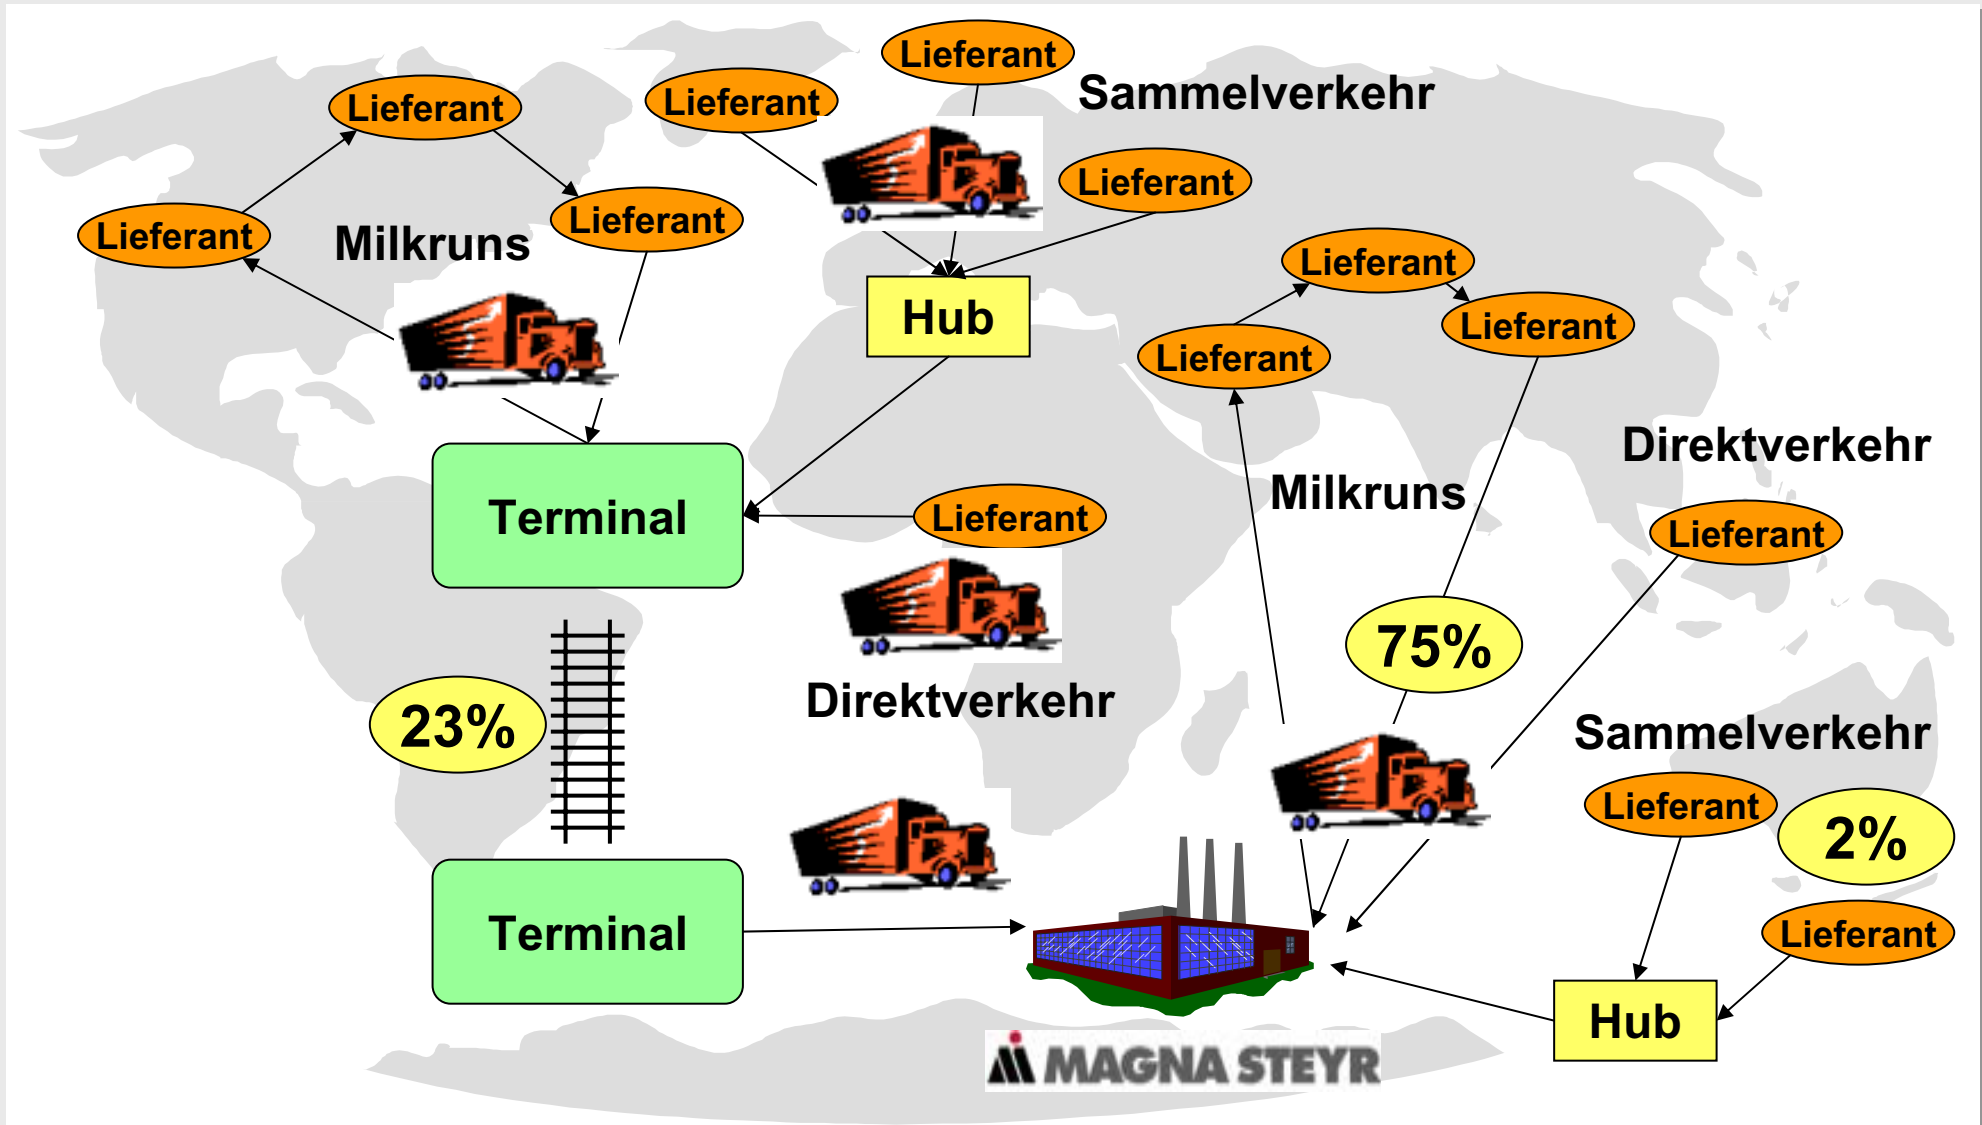 Lieferant
Lieferant
Sammelverkehr
Lieferant
Lieferant
Lieferant
Lieferant
Lieferant
Milkruns
Lieferant
Hub
Lieferant
Lieferant
Direktverkehr
Milkruns
Terminal
Lieferant
Lieferant
75%
Direktverkehr
23%
Sammelverkehr
Lieferant
2%
Terminal
Lieferant
Hub
MAGNA STEYR